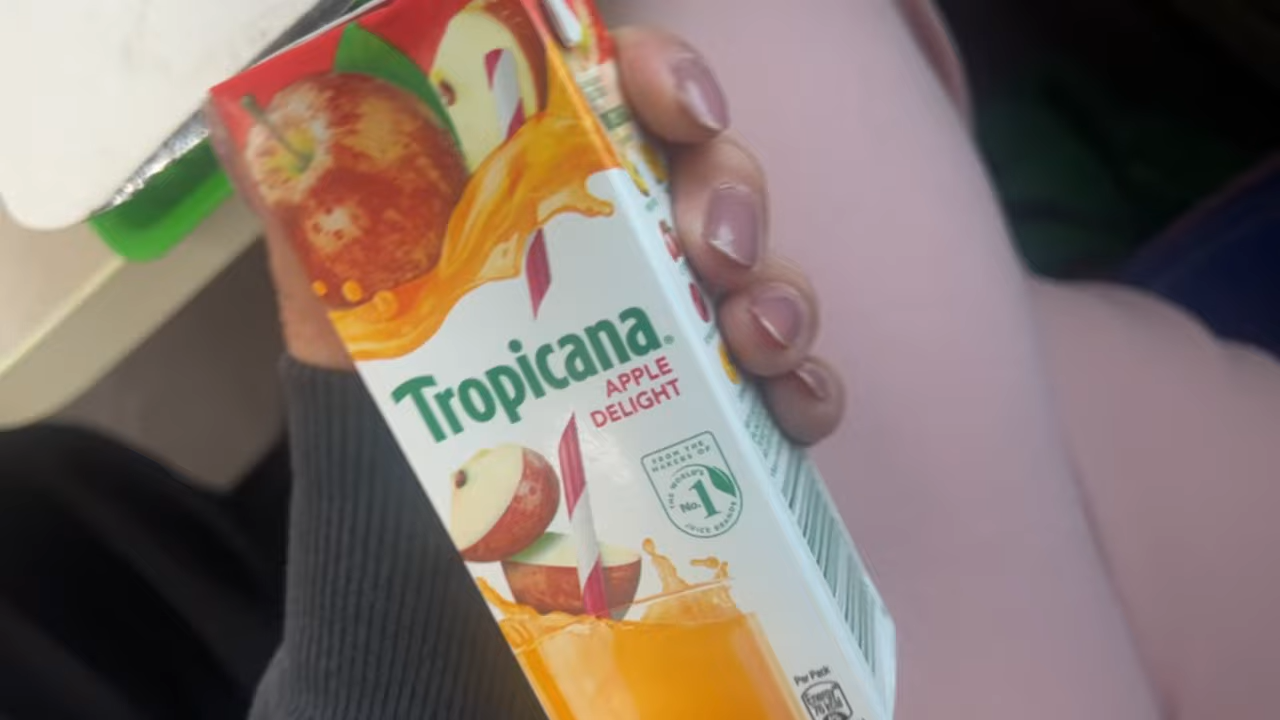 Tropicana®
APPLE
DELIGHT
FROM THE
MAKERS OF
THE WORLD'S
No.1
JUICE BRANDS
Per Pack